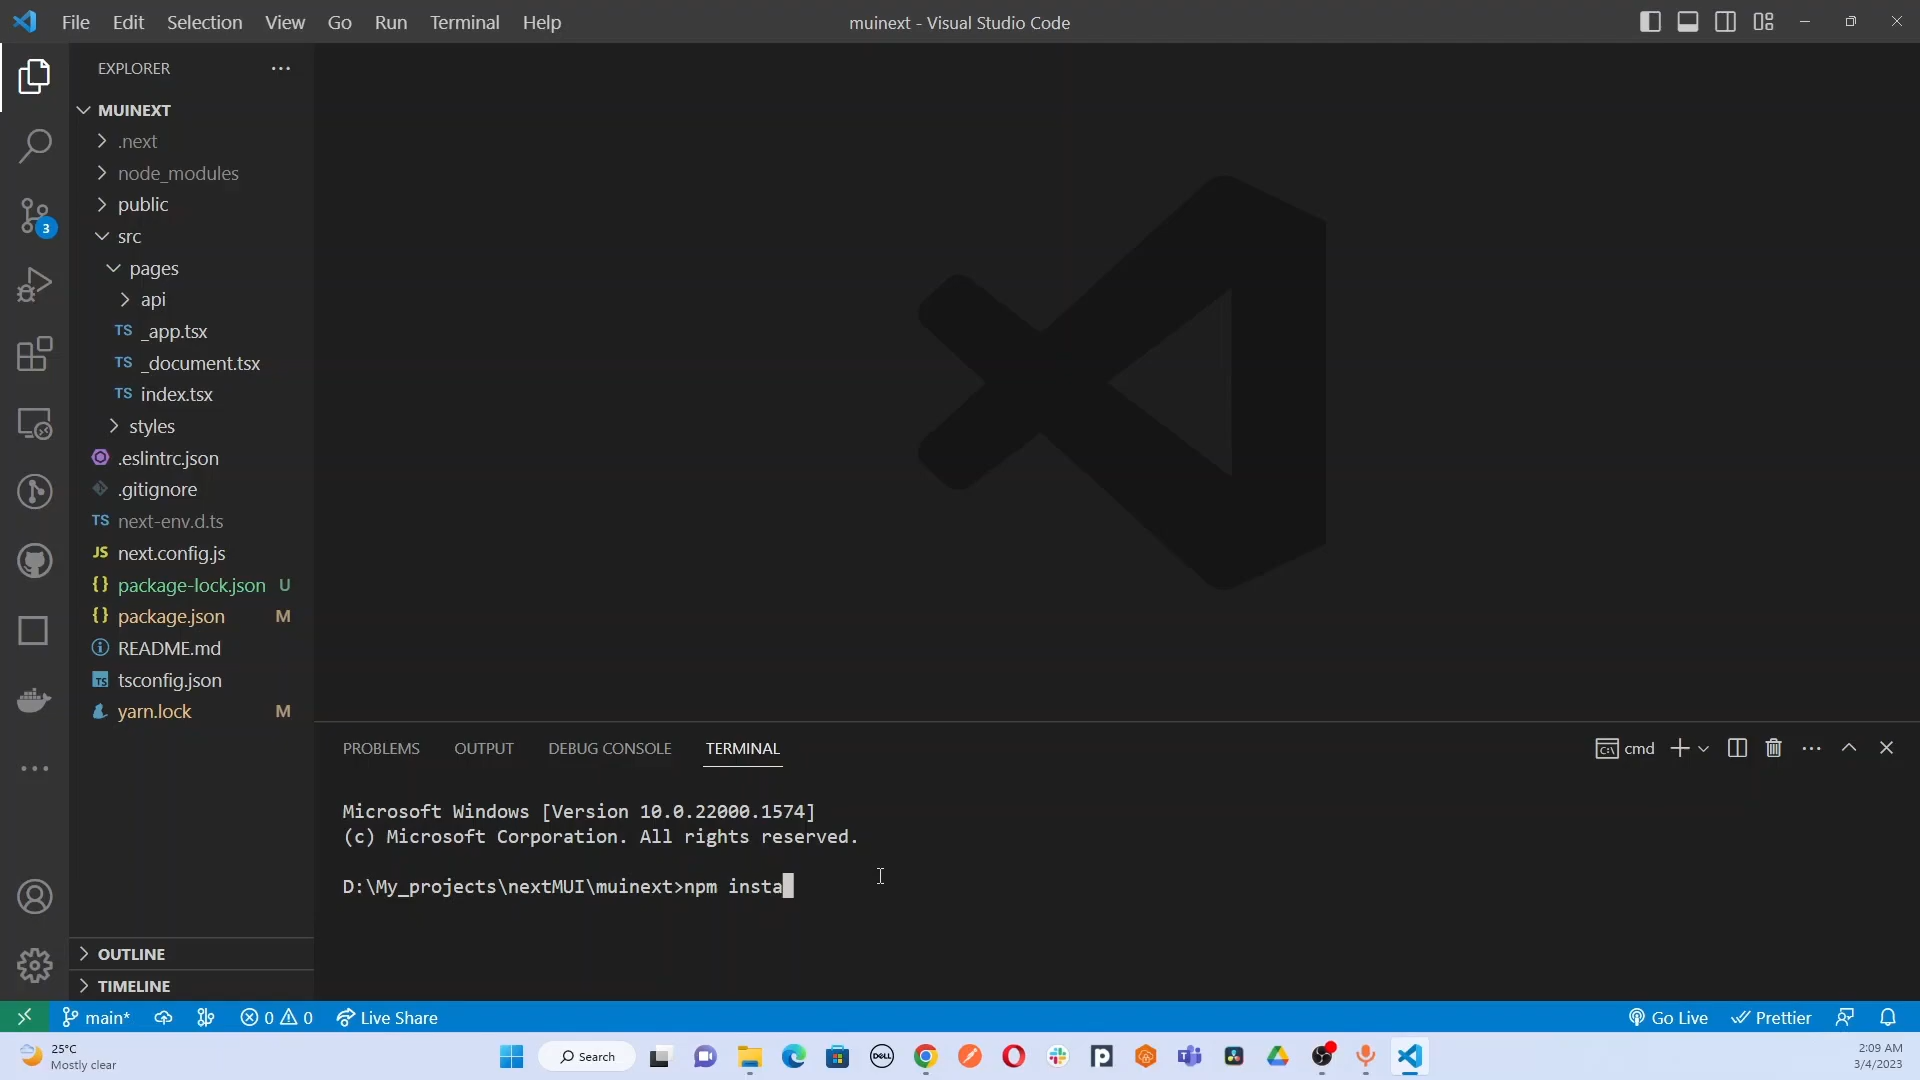 File Edit Selection View Go Run Terminal Help
muinext - Visual Studio Code
EXPLORER
MUINEXT
.next
node_modules
public
src
pages
api
TS _app.tsx
TS _document.tsx
TS index.tsx
styles
.eslintrc.json
.gitignore
TS next-env.d.ts
JS next.config.js
{} package-lock.json U
{} package.json M
README.md
TS tsconfig.json
yarn.lock M
3
OUTLINE
TIMELINE
PROBLEMS OUTPUT DEBUG CONSOLE TERMINAL
cmd
Microsoft Windows [Version 10.0.22000.1574]
(c) Microsoft Corporation. All rights reserved.
D:\My_projects\nextMUI\muinext>npm insta
main* 0 0 Live Share
Go Live Prettier
25°C
Mostly clear
Search
DELL
2:09 AM
3/4/2023